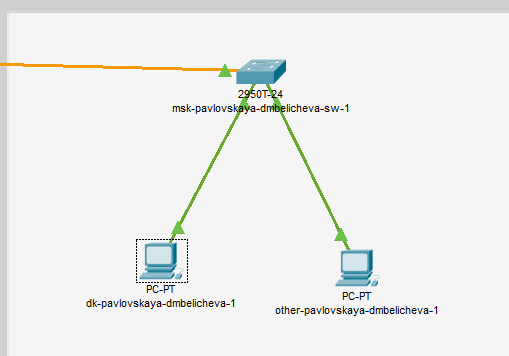 2950T-24
msk-pavlovskaya-dmbelicheva-sw-1
PC-PT
dk-pavlovskaya-dmbelicheva-1
PC-PT
other-pavlovskaya-dmbelicheva-1